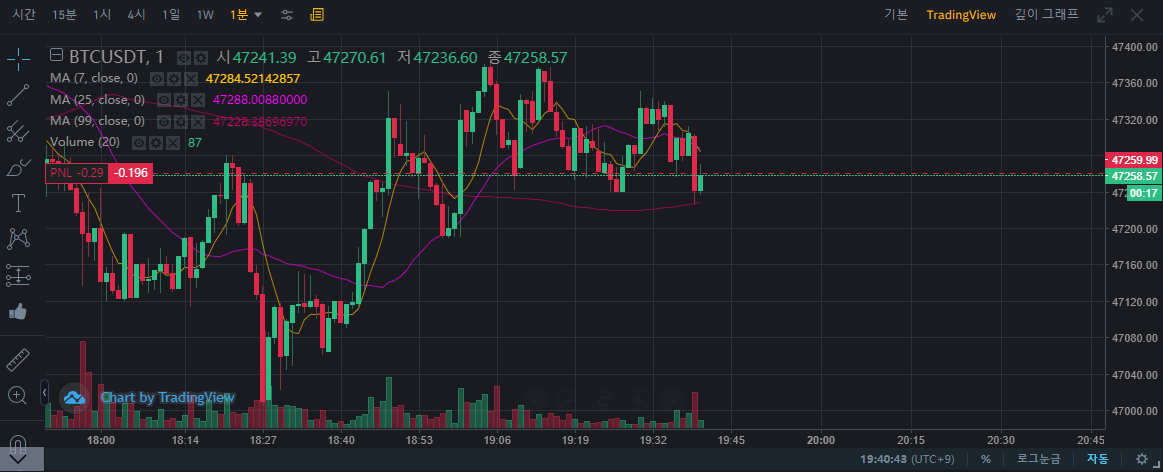 시간 15분 1시 4시 1일 1W 1분 기본 TradingView 깊이 그래프
BTCUSDT, 1 시47241.39 고47270.61 저47236.60 종47258.57
MA (7, close, 0) 47284.52142857
MA (25, close, 0) 47288.00880000
MA (99, close, 0) 47228.38696970
Volume (20) 87
PNL -0.29 -0.196
47400.00
47360.00
47320.00
47280.00
47259.99
47258.57
00:17
47200.00
47160.00
47120.00
47080.00
47040.00
47000.00
Chart by TradingView
18:00 18:14 18:27 18:40 18:53 19:06 19:19 19:32 19:45 20:00 20:15 20:30 20:45
19:40:43 (UTC+9) % 로그눈금 자동